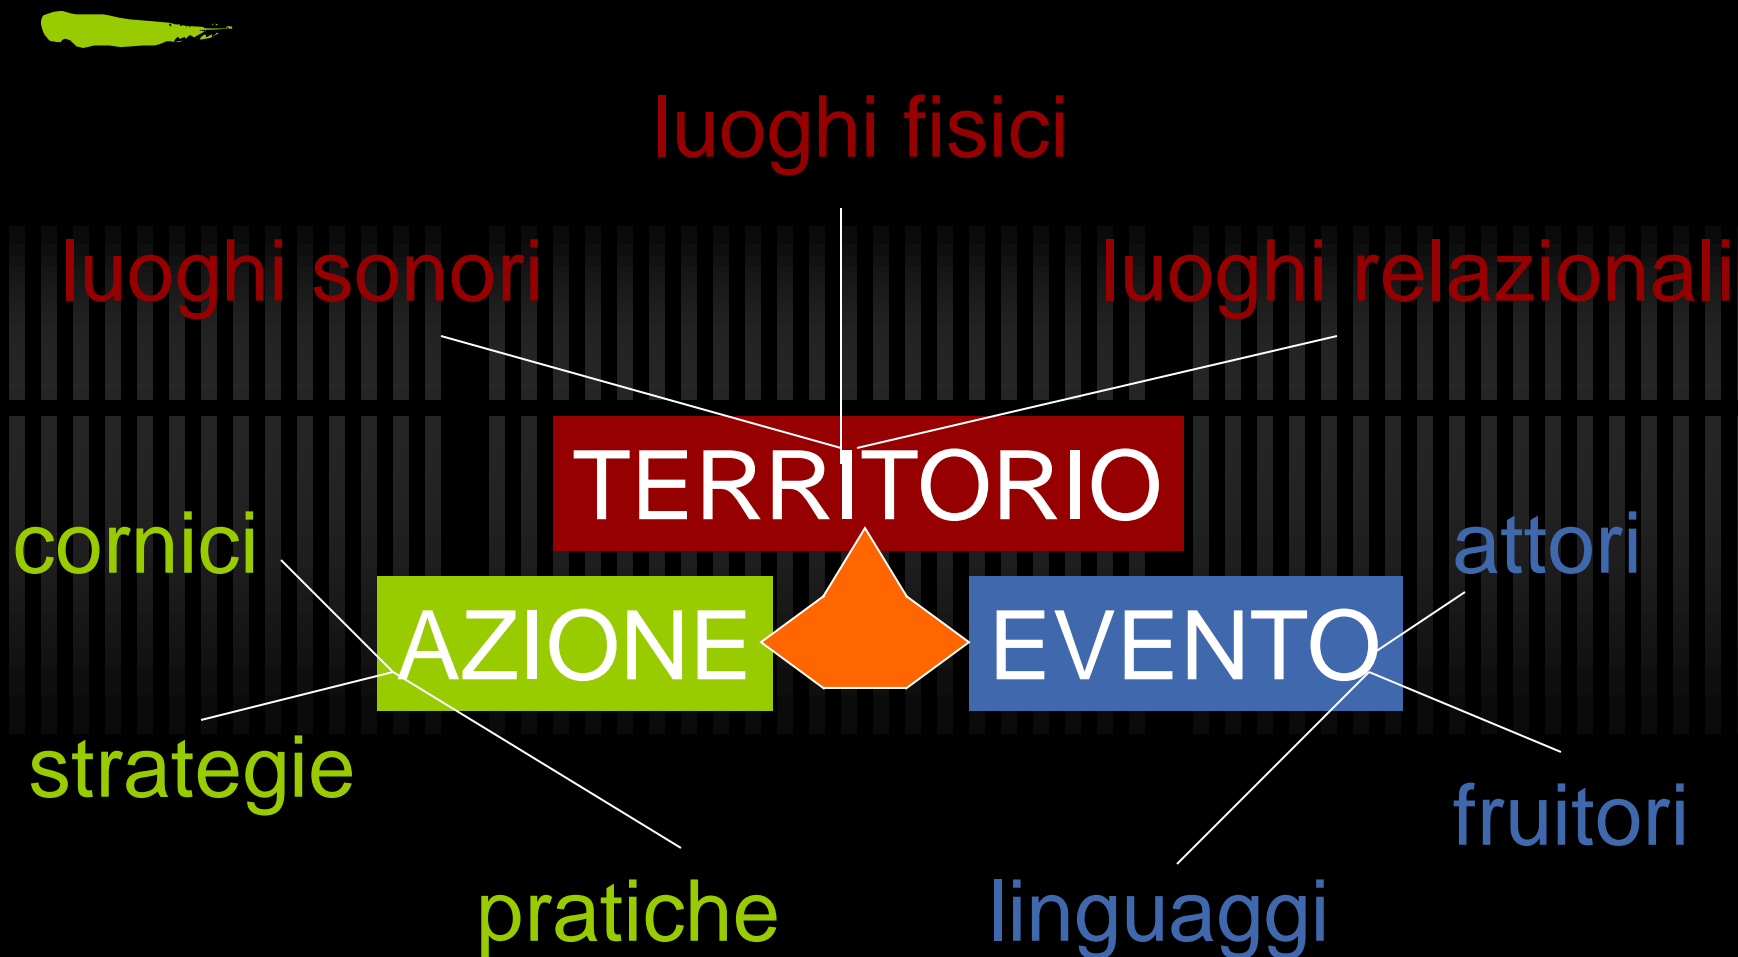 luoghi fisici
luoghi sonori
luoghi relazionali
TERRITORIO
cornici
attori
AZIONE
EVENTO
strategie
fruitori
pratiche
linguaggi